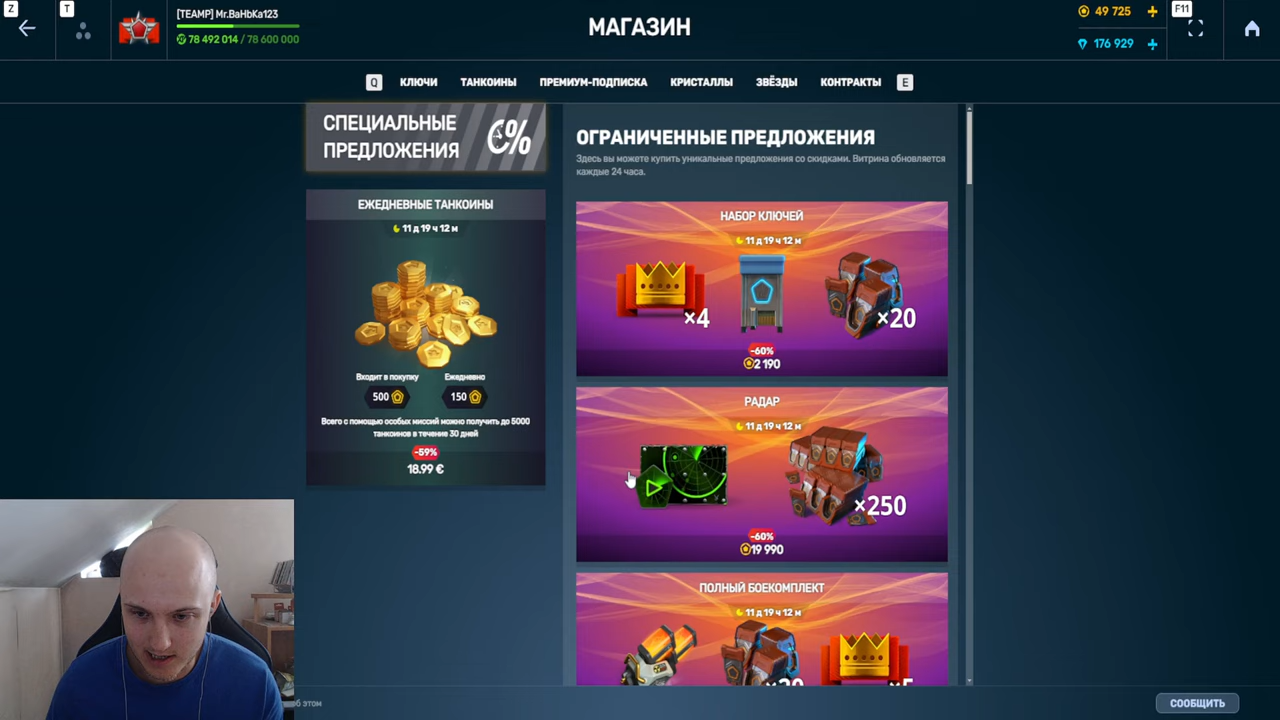 Z
T
[TEAMP] Mr.BaHbKa123
78 492 014 / 78 600 000
МАГАЗИН
49 725
176 929
F11
Q
КЛЮЧИ
ТАНКОИНЫ
ПРЕМИУМ-ПОДПИСКА
КРИСТАЛЛЫ
ЗВЁЗДЫ
КОНТРАКТЫ
E
СПЕЦИАЛЬНЫЕ
ПРЕДЛОЖЕНИЯ
%
ЕЖЕДНЕВНЫЕ ТАНКОИНЫ
11 д 19 ч 12 м
Входит в покупку
Ежедневно
500
150
Всего с помощью особых миссий можно получить до 5000
танкоинов в течение 30 дней
-59%
18.99 €
ОГРАНИЧЕННЫЕ ПРЕДЛОЖЕНИЯ
Здесь вы можете купить уникальные предложения со скидками. Витрина обновляется
каждые 24 часа.
НАБОР КЛЮЧЕЙ
11 д 19 ч 12 м
×4
×20
-60%
2 190
РАДАР
11 д 19 ч 12 м
×250
-60%
19 990
ПОЛНЫЙ БОЕКОМПЛЕКТ
11 д 19 ч 12 м
×5
об этом
СООБЩИТЬ